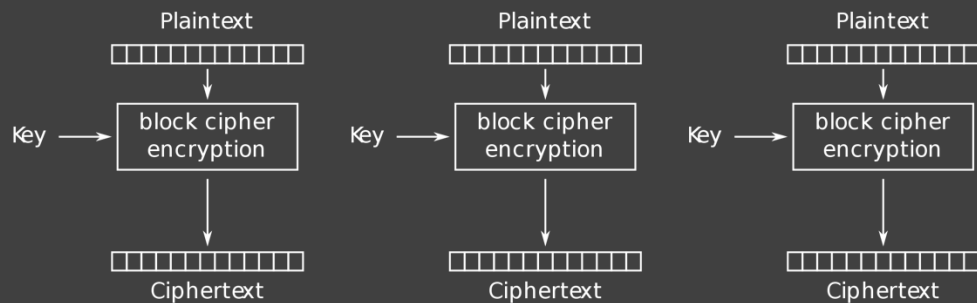 Plaintext Plaintext Plaintext
Key block cipher encryption Key block cipher encryption Key block cipher encryption
Ciphertext Ciphertext Ciphertext